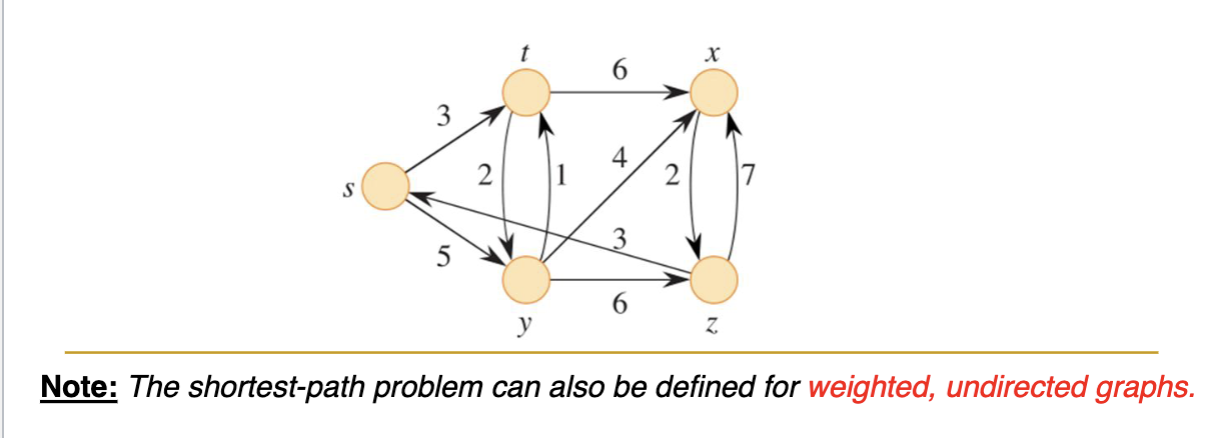 t
x
6
3
4
2
1
2
7
s
3
5
6
y
z
Note: The shortest-path problem can also be defined for weighted, undirected graphs.